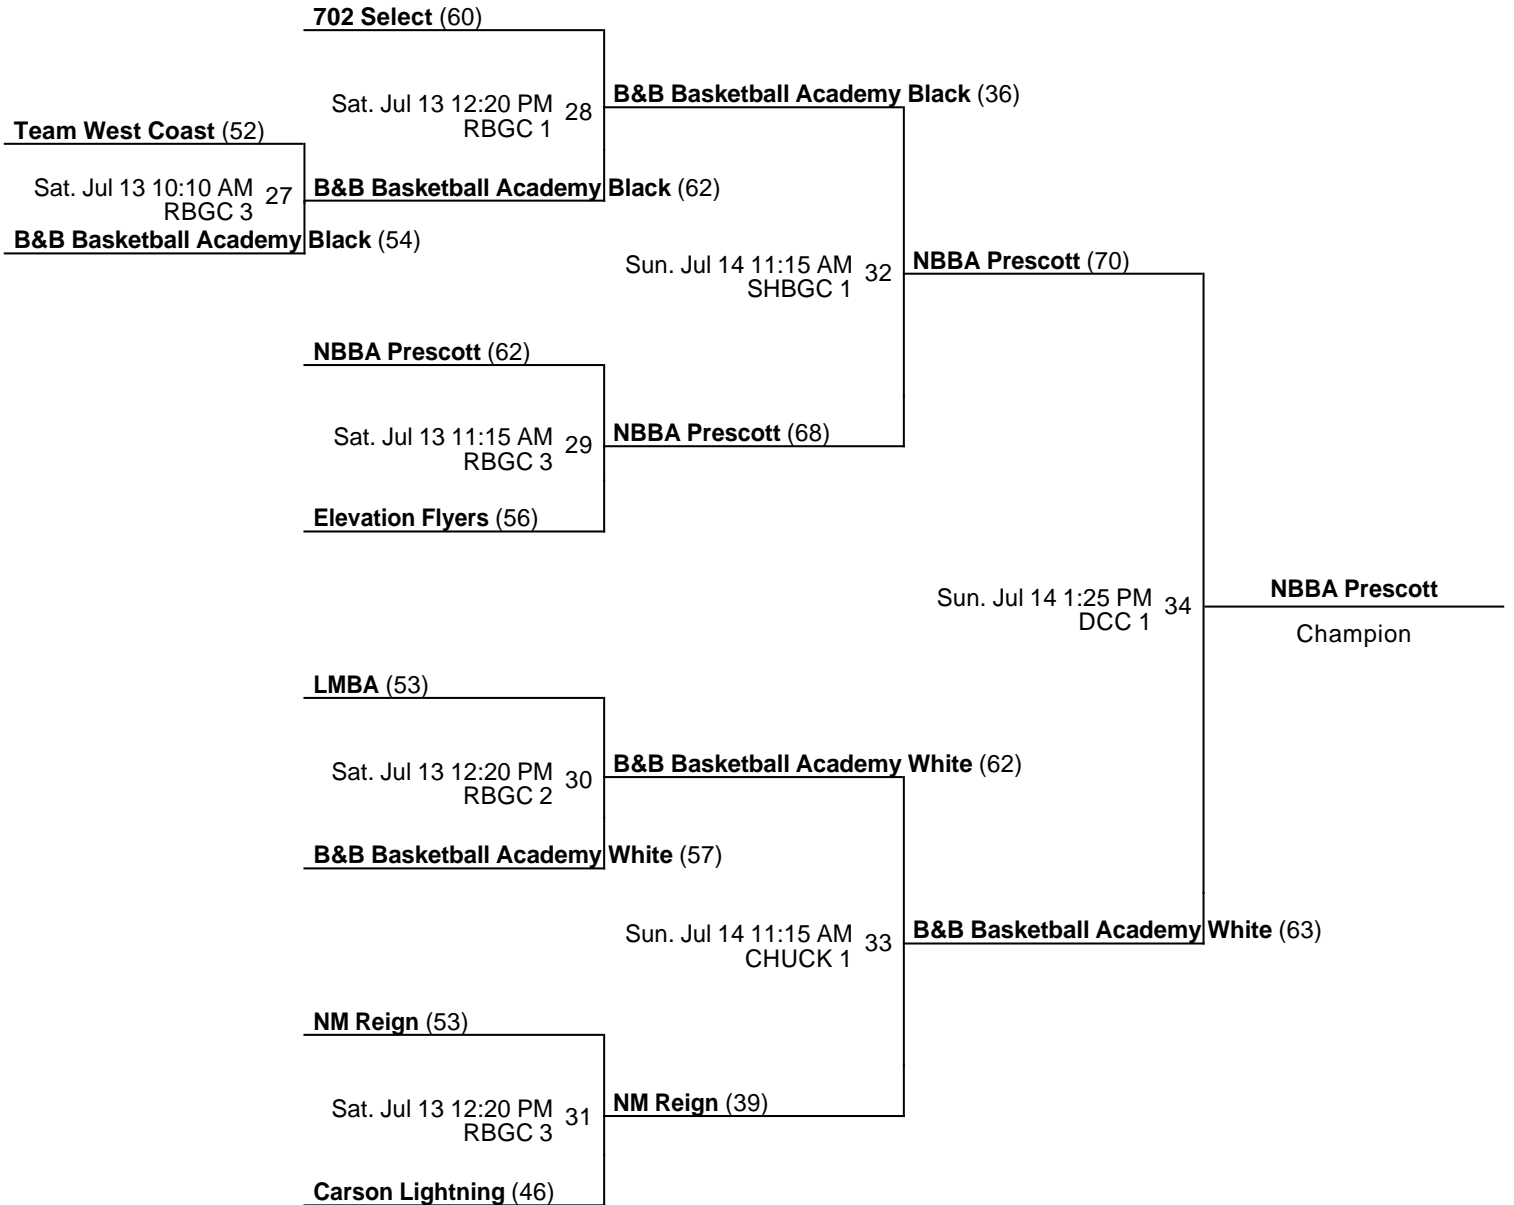 702 Select (60)
Sat. Jul 13 12:20 PM 28
RBGC 1
B&B Basketball Academy Black (36)
Team West Coast (52)
Sat. Jul 13 10:10 AM 27
RBGC 3
B&B Basketball Academy Black (62)
B&B Basketball Academy Black (54)
Sun. Jul 14 11:15 AM 32
SHBGC 1
NBBA Prescott (70)
NBBA Prescott (62)
Sat. Jul 13 11:15 AM 29
RBGC 3
NBBA Prescott (68)
Elevation Flyers (56)
Sun. Jul 14 1:25 PM 34
DCC 1
NBBA Prescott
Champion
LMBA (53)
Sat. Jul 13 12:20 PM 30
RBGC 2
B&B Basketball Academy White (62)
B&B Basketball Academy White (57)
Sun. Jul 14 11:15 AM 33
CHUCK 1
B&B Basketball Academy White (63)
NM Reign (53)
Sat. Jul 13 12:20 PM 31
RBGC 3
NM Reign (39)
Carson Lightning (46)